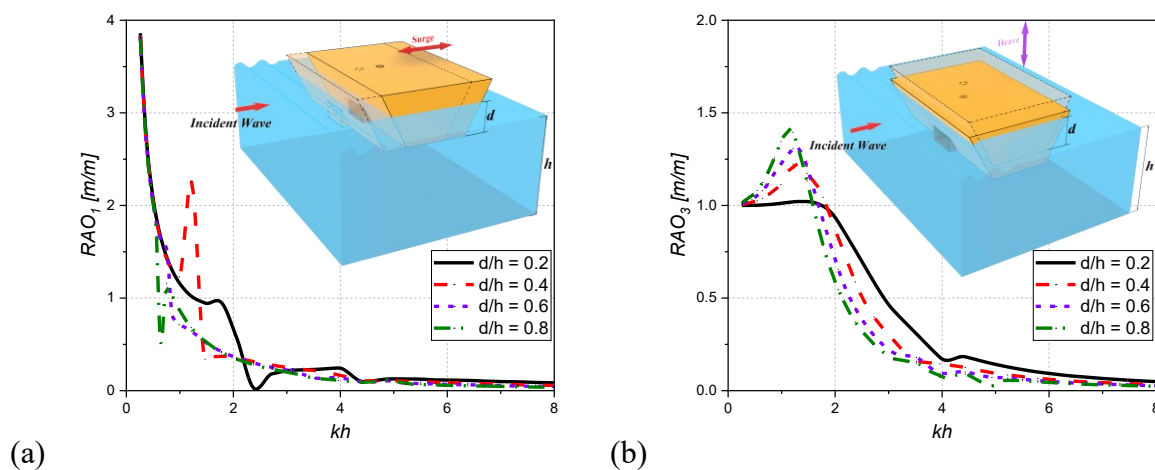 4
3
2
1
0
RAO1 [m/m]
0
2
4
6
8
kh
Surge
Incident Wave
d
h
d/h = 0.2
d/h = 0.4
d/h = 0.6
d/h = 0.8
(a)
2.0
1.5
1.0
0.5
0.0
RAO3 [m/m]
0
2
4
6
8
kh
Heave
Incident Wave
d
h
d/h = 0.2
d/h = 0.4
d/h = 0.6
d/h = 0.8
(b)